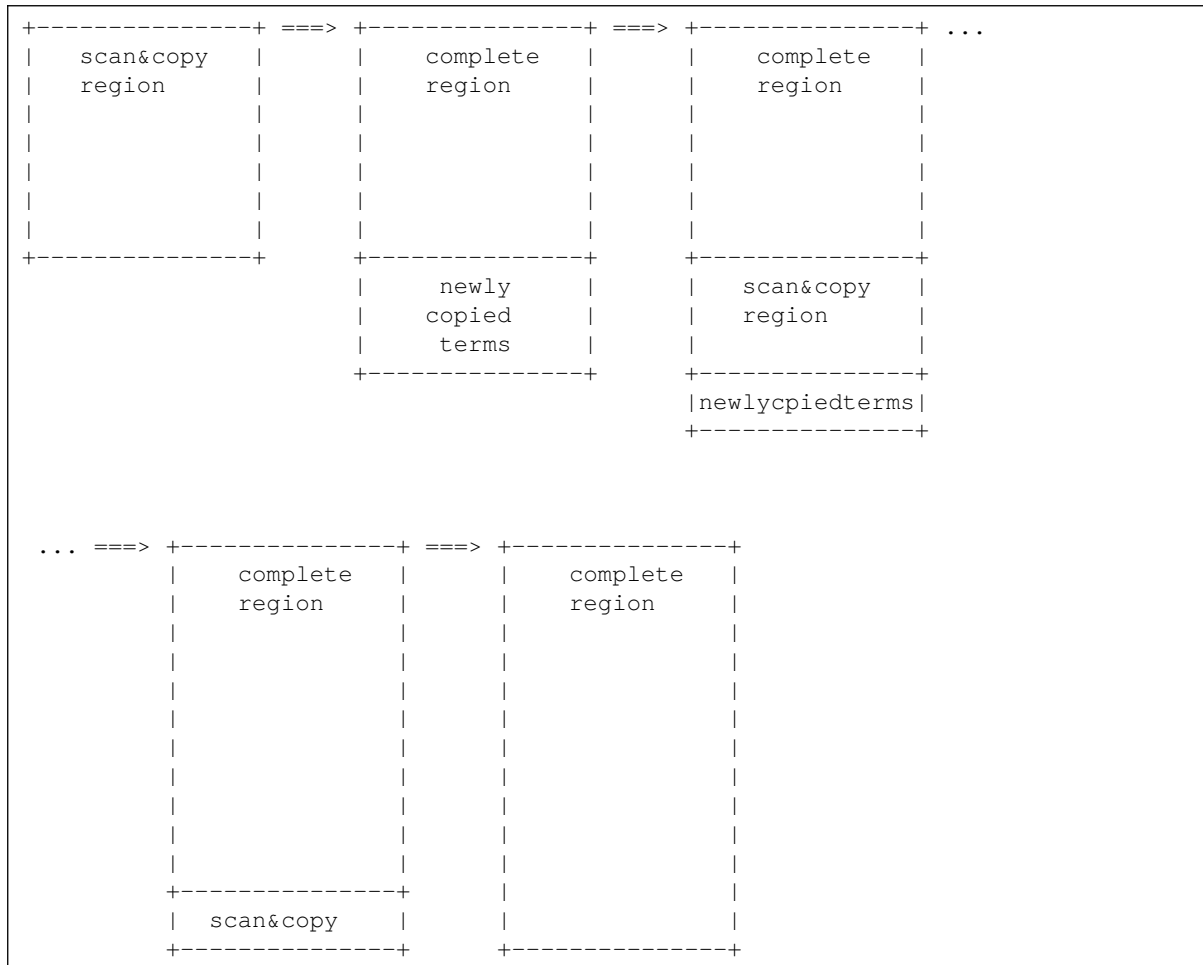 +---------------+ ===> +---------------+ ===> +---------------+ ...
|   scan&copy   |      |    complete   |      |    complete   |
|   region      |      |    region     |      |    region     |
|               |      |               |      |               |
|               |      |               |      |               |
|               |      |               |      |               |
|               |      |               |      |               |
|               |      |               |      |               |
+---------------+      +---------------+      +---------------+
                       |     newly     |      |   scan&copy   |
                       |    copied     |      |   region      |
                       |     terms     |      |               |
                       +---------------+      +---------------+
                                              |newlycpiedterms|
                                              +---------------+
... ===> +---------------+ ===> +---------------+
         |    complete   |      |    complete   |
         |    region     |      |    region     |
         |               |      |               |
         |               |      |               |
         |               |      |               |
         |               |      |               |
         |               |      |               |
         |               |      |               |
         |               |      |               |
         |               |      |               |
         |               |      |               |
         +---------------+      |               |
         |  scan&copy    |      |               |
         +---------------+      +---------------+